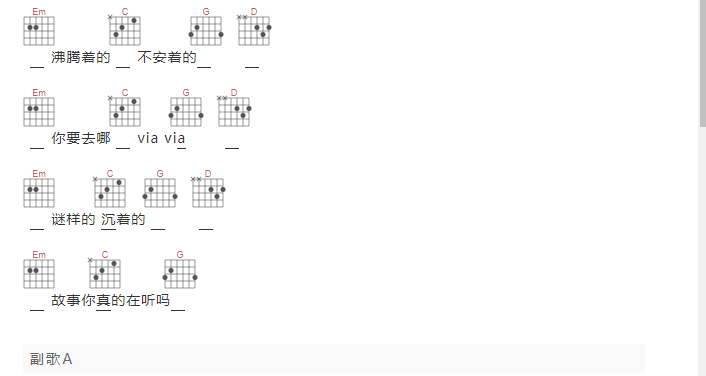 Em C G D
__ 沸腾着的 __ 不安着的__ __
Em C G D
__ 你要去哪 __ via via __
Em C G D
__ 谜样的 沉着的 __ __
Em C G
__ 故事你真的在听吗__
副歌A